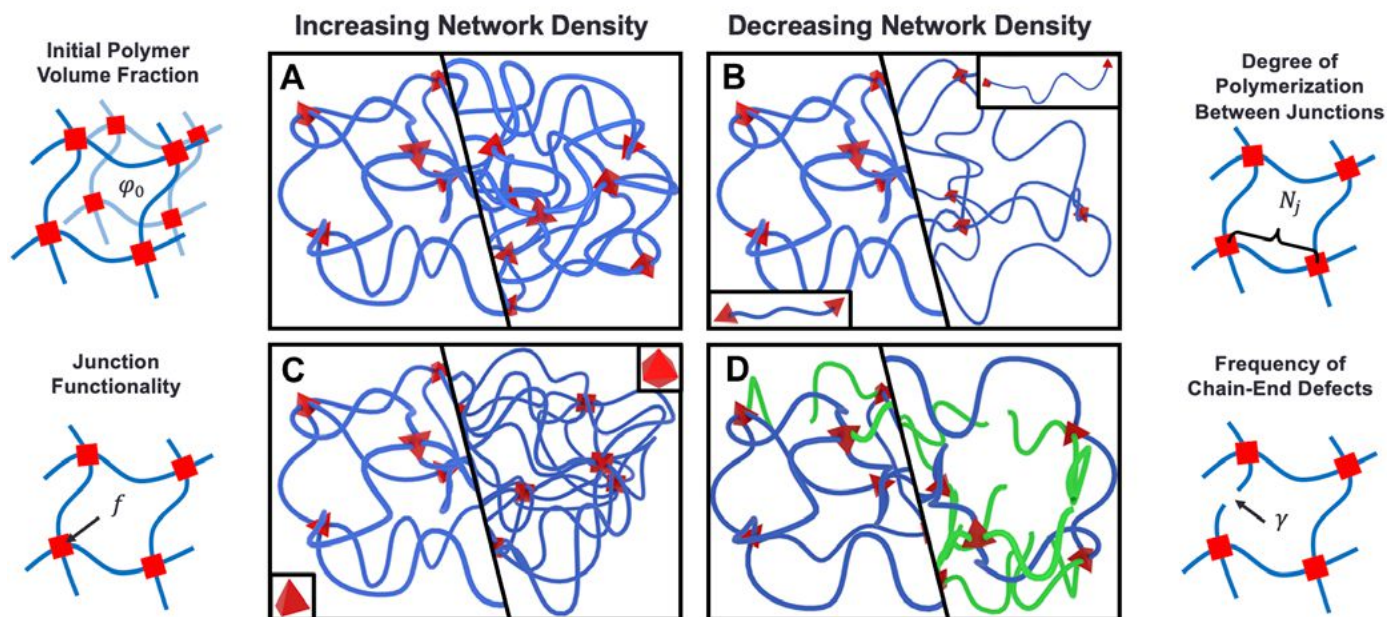 Increasing Network Density
Decreasing Network Density
Initial Polymer
Volume Fraction
φ₀
A
B
Degree of
Polymerization
Between Junctions
Nⱼ
Junction
Functionality
f
C
D
Frequency of
Chain-End Defects
γ